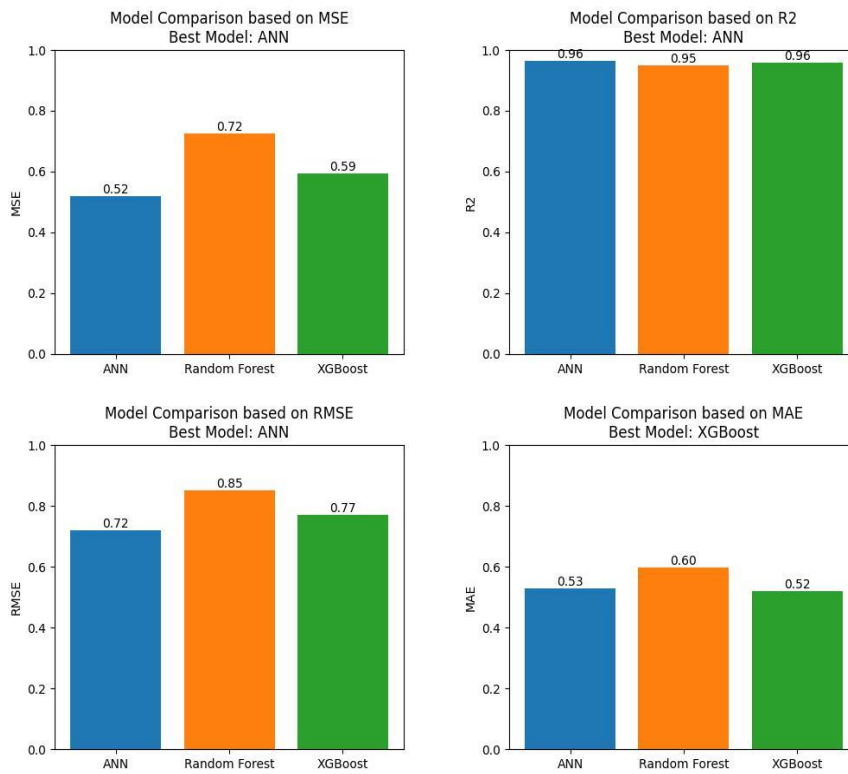 Model Comparison based on MSE
Best Model: ANN
1.0
0.8
0.6
0.4
0.2
0.0
MSE
0.52
0.72
0.59
ANN
Random Forest
XGBoost
Model Comparison based on R2
Best Model: ANN
1.0
0.8
0.6
0.4
0.2
0.0
R2
0.96
0.95
0.96
ANN
Random Forest
XGBoost
Model Comparison based on RMSE
Best Model: ANN
1.0
0.8
0.6
0.4
0.2
0.0
RMSE
0.72
0.85
0.77
ANN
Random Forest
XGBoost
Model Comparison based on MAE
Best Model: XGBoost
1.0
0.8
0.6
0.4
0.2
0.0
MAE
0.53
0.60
0.52
ANN
Random Forest
XGBoost